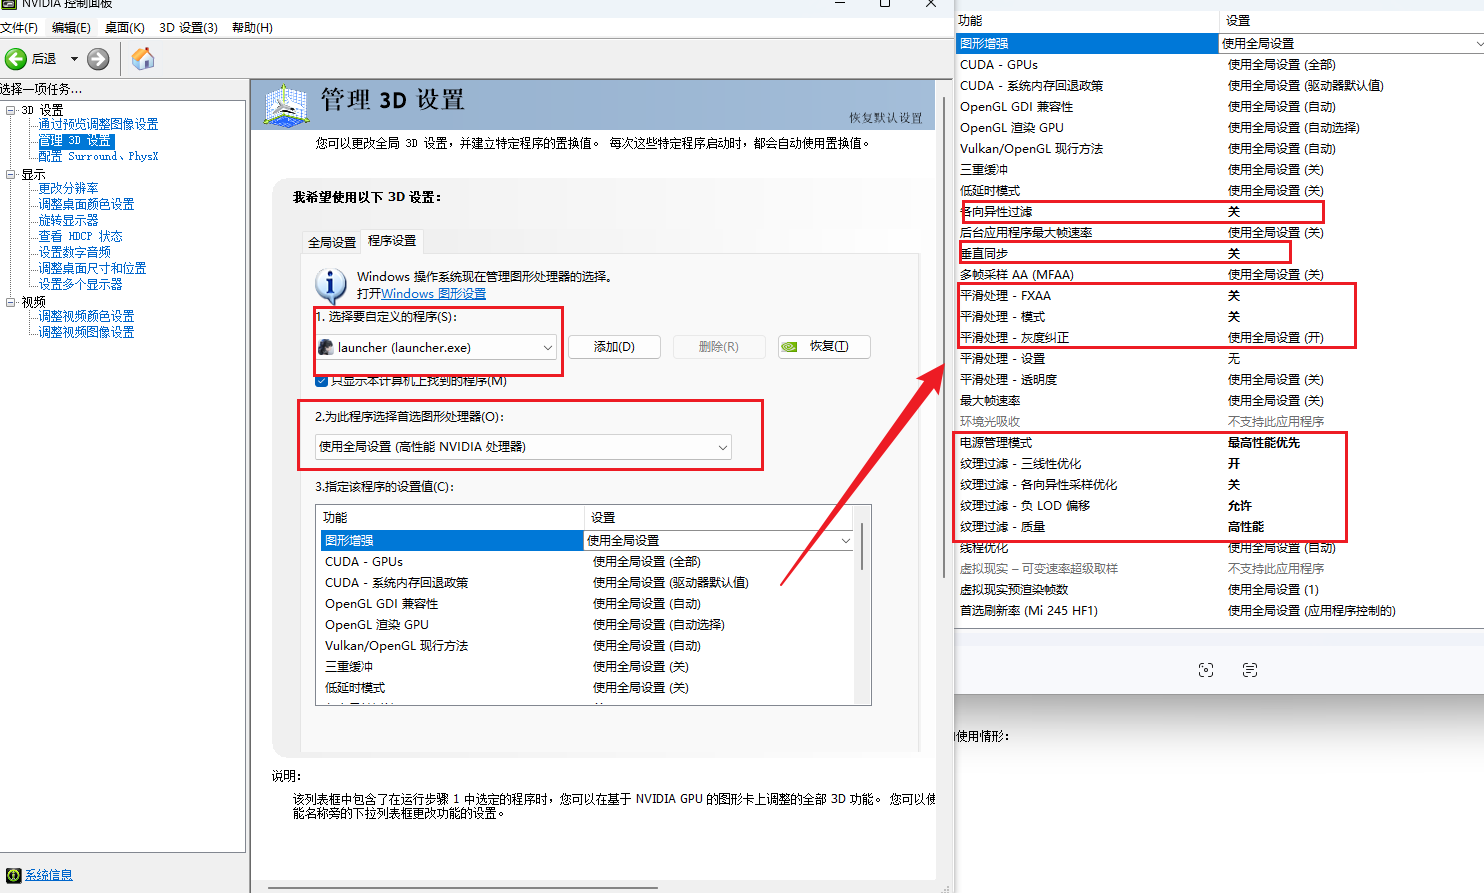 NVIDIA 控制面板
文件(F) 编辑(E) 桌面(K) 3D 设置(3) 帮助(H)
后退
选择一项任务...
3D 设置
通过预览调整图像设置
管理 3D 设置
配置 Surround、PhysX
显示
更改分辨率
调整桌面颜色设置
旋转显示器
查看 HDCP 状态
设置数字音频
调整桌面尺寸和位置
设置多个显示器
视频
调整视频颜色设置
调整视频图像设置
系统信息
管理 3D 设置
恢复默认设置
您可以更改全局 3D 设置，并建立特定程序的置换值。 每次这些特定程序启动时，都会自动使用置换值。
我希望使用以下 3D 设置：
全局设置 程序设置
Windows 操作系统现在管理图形处理器的选择。
打开Windows 图形设置
1. 选择要自定义的程序(S)：
launcher (launcher.exe) 添加(D) 删除(R) 恢复(T)
只显示本计算机上找到的程序(M)
2.为此程序选择首选图形处理器(O)：
使用全局设置 (高性能 NVIDIA 处理器)
3.指定该程序的设置值(C)：
功能 设置
图形增强 使用全局设置
CUDA - GPUs 使用全局设置 (全部)
CUDA - 系统内存回退政策 使用全局设置 (驱动器默认值)
OpenGL GDI 兼容性 使用全局设置 (自动)
OpenGL 渲染 GPU 使用全局设置 (自动选择)
Vulkan/OpenGL 现行方法 使用全局设置 (自动)
三重缓冲 使用全局设置 (关)
低延时模式 使用全局设置 (关)
说明：
该列表框中包含了在运行步骤 1 中选定的程序时，您可以在基于 NVIDIA GPU 的图形卡上调整的全部 3D 功能。 您可以使
能名称旁的下拉列表框更改功能的设置。
功能 设置
图形增强 使用全局设置
CUDA - GPUs 使用全局设置 (全部)
CUDA - 系统内存回退政策 使用全局设置 (驱动器默认值)
OpenGL GDI 兼容性 使用全局设置 (自动)
OpenGL 渲染 GPU 使用全局设置 (自动选择)
Vulkan/OpenGL 现行方法 使用全局设置 (自动)
三重缓冲 使用全局设置 (关)
低延时模式 使用全局设置 (关)
各向异性过滤 关
后台应用程序最大帧速率 使用全局设置 (关)
垂直同步 关
多帧采样 AA (MFAA) 使用全局设置 (关)
平滑处理 - FXAA 关
平滑处理 - 模式 关
平滑处理 - 灰度纠正 使用全局设置 (开)
平滑处理 - 设置 无
平滑处理 - 透明度 使用全局设置 (关)
最大帧速率 使用全局设置 (关)
环境光吸收 不支持此应用程序
电源管理模式 最高性能优先
纹理过滤 - 三线性优化 开
纹理过滤 - 各向异性采样优化 关
纹理过滤 - 负 LOD 偏移 允许
纹理过滤 - 质量 高性能
线程优化 使用全局设置 (自动)
虚拟现实 – 可变速率超级取样 不支持此应用程序
虚拟现实预渲染帧数 使用全局设置 (1)
首选刷新率 (Mi 245 HF1) 使用全局设置 (应用程序控制的)
使用情形：